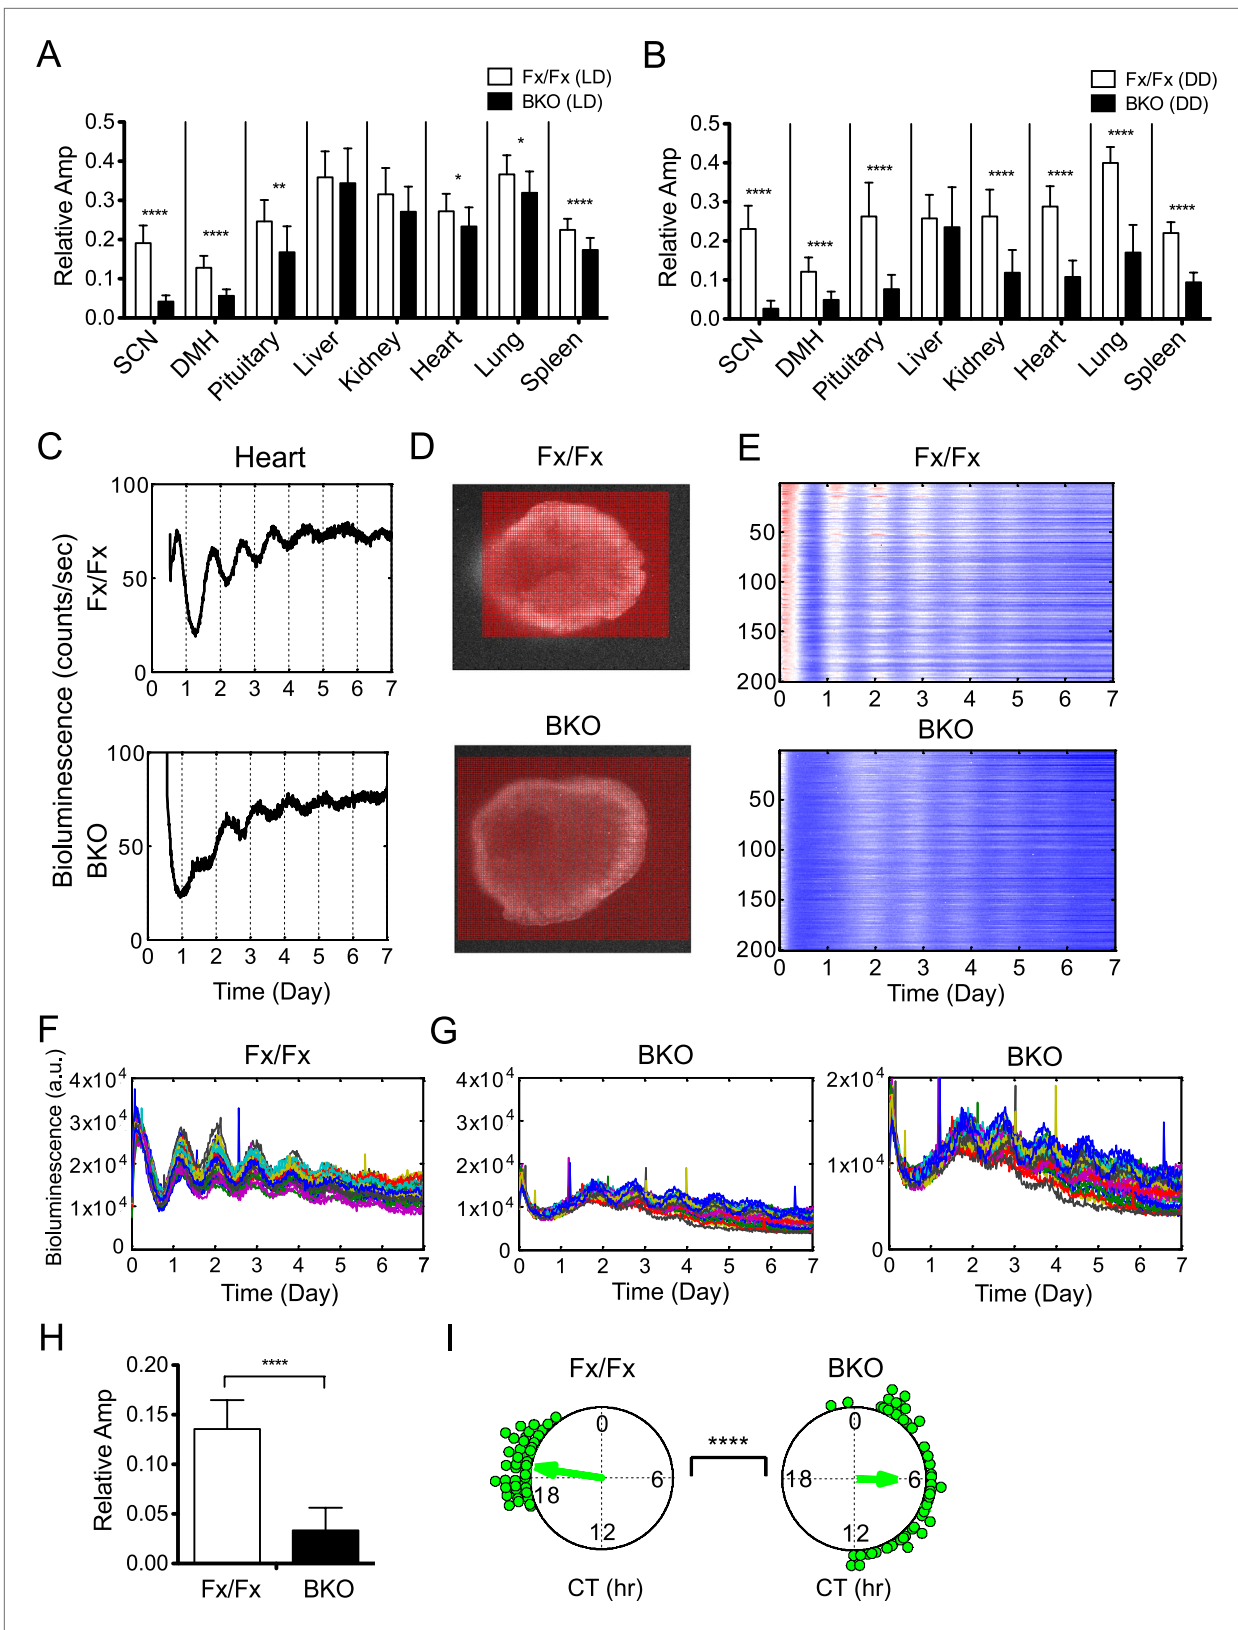 A
Fx/Fx (LD)
BKO (LD)
Relative Amp
0.5
0.4
0.3
0.2
0.1
0.0
****
****
**
*
*
****
SCN
DMH
Pituitary
Liver
Kidney
Heart
Lung
Spleen
B
Fx/Fx (DD)
BKO (DD)
Relative Amp
0.5
0.4
0.3
0.2
0.1
0.0
****
****
****
****
****
****
****
SCN
DMH
Pituitary
Liver
Kidney
Heart
Lung
Spleen
C
Heart
Bioluminescence (counts/sec)
Fx/Fx
100
50
0
0 1 2 3 4 5 6 7
BKO
100
50
0
0 1 2 3 4 5 6 7
Time (Day)
D
Fx/Fx
BKO
E
Fx/Fx
50
100
150
200
0 1 2 3 4 5 6 7
BKO
50
100
150
200
0 1 2 3 4 5 6 7
Time (Day)
F
Fx/Fx
Bioluminescence (a.u.)
4x10⁴
3x10⁴
2x10⁴
1x10⁴
0
0 1 2 3 4 5 6 7
Time (Day)
G
BKO
4x10⁴
3x10⁴
2x10⁴
1x10⁴
0
0 1 2 3 4 5 6 7
Time (Day)
BKO
2x10⁴
1x10⁴
0
0 1 2 3 4 5 6 7
Time (Day)
H
Relative Amp
0.20
0.15
0.10
0.05
0.00
****
Fx/Fx
BKO
I
Fx/Fx
0
6
12
18
CT (hr)
****
BKO
0
6
12
18
CT (hr)